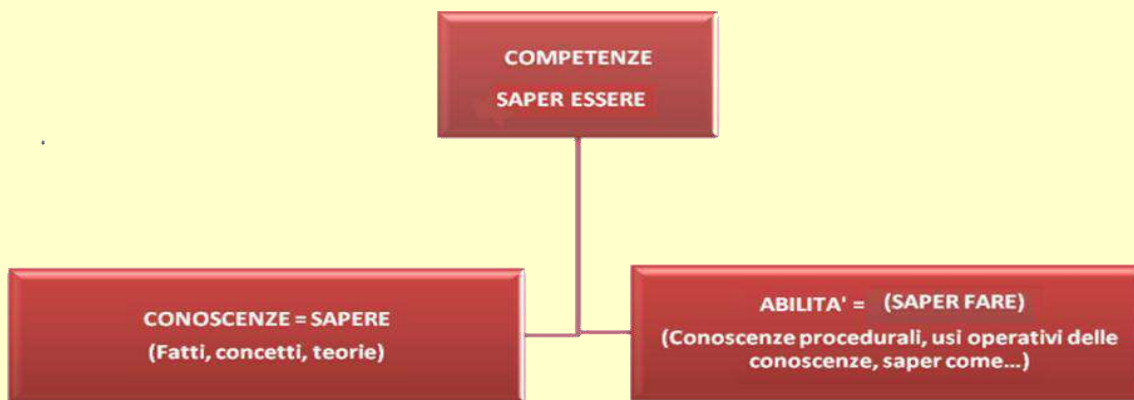 COMPETENZE
SAPER ESSERE
CONOSCENZE = SAPERE
(Fatti, concetti, teorie)
ABILITA' = (SAPER FARE)
(Conoscenze procedurali, usi operativi delle
conoscenze, saper come...)